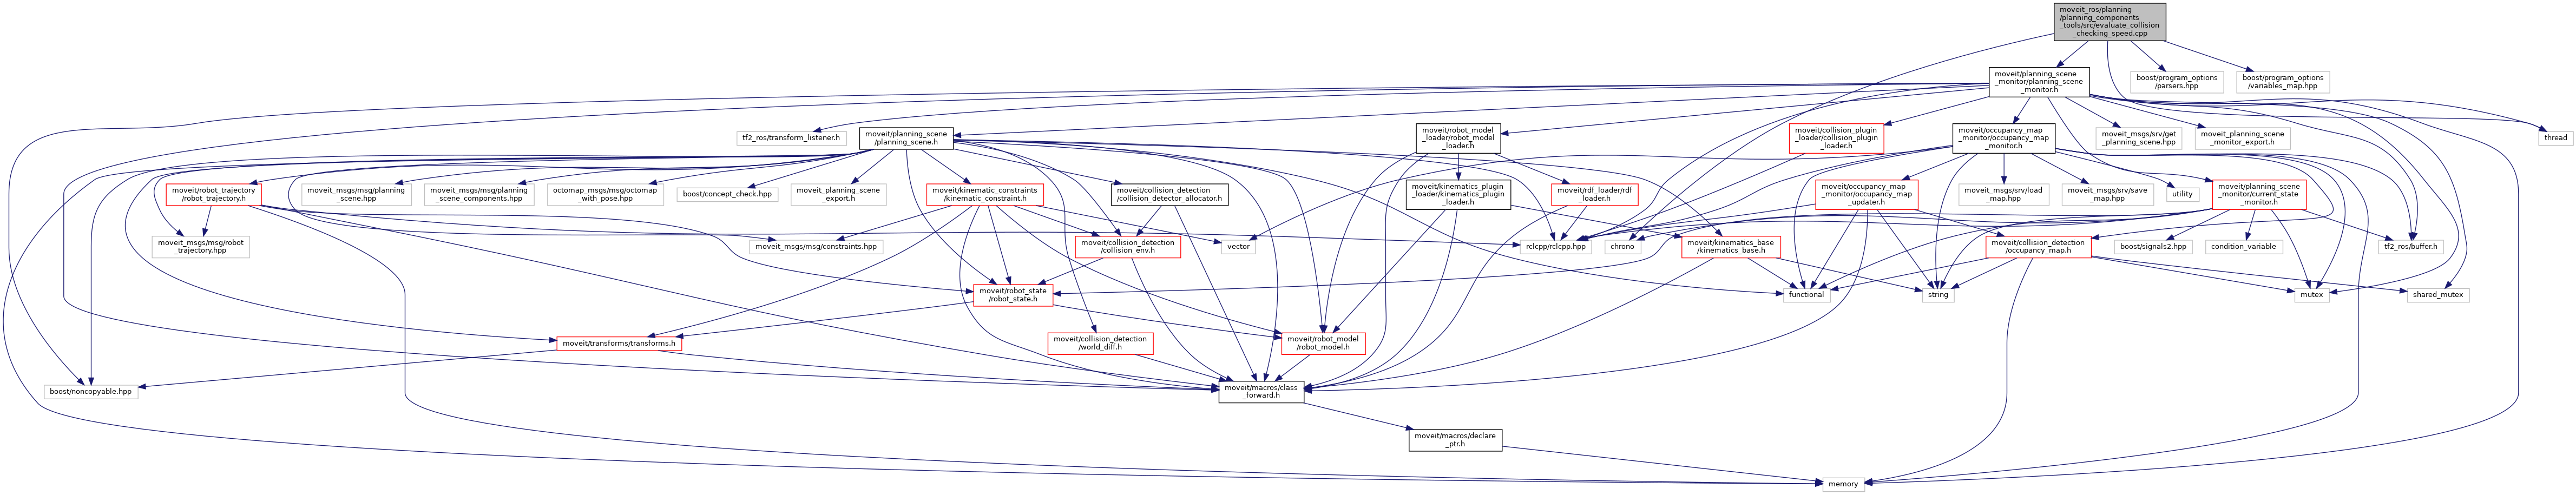 moveit_ros/planning
/planning_components
_tools/src/evaluate_collision
_checking_speed.cpp
moveit/planning_scene
_monitor/planning_scene
_monitor.h
boost/program_options
/parsers.hpp
boost/program_options
/variables_map.hpp
tf2_ros/transform_listener.h
moveit/planning_scene
/planning_scene.h
moveit/robot_model
_loader/robot_model
_loader.h
moveit/collision_plugin
_loader/collision_plugin
_loader.h
moveit/occupancy_map
_monitor/occupancy_map
_monitor.h
moveit_msgs/srv/get
_planning_scene.hpp
moveit_planning_scene
_monitor_export.h
thread
moveit/robot_trajectory
/robot_trajectory.h
moveit_msgs/msg/planning
_scene.hpp
moveit_msgs/msg/planning
_scene_components.hpp
octomap_msgs/msg/octomap
_with_pose.hpp
boost/concept_check.hpp
moveit_planning_scene
_export.h
moveit/kinematic_constraints
/kinematic_constraint.h
moveit/collision_detection
/collision_detector_allocator.h
moveit/kinematics_plugin
_loader/kinematics_plugin
_loader.h
moveit/rdf_loader/rdf
_loader.h
moveit/occupancy_map
_monitor/occupancy_map
_updater.h
moveit_msgs/srv/load
_map.hpp
moveit_msgs/srv/save
_map.hpp
utility
moveit/planning_scene
_monitor/current_state
_monitor.h
moveit_msgs/msg/robot
_trajectory.hpp
moveit_msgs/msg/constraints.hpp
moveit/collision_detection
/collision_env.h
vector
rclcpp/rclcpp.hpp
chrono
moveit/kinematics_base
/kinematics_base.h
moveit/collision_detection
/occupancy_map.h
boost/signals2.hpp
condition_variable
tf2_ros/buffer.h
moveit/robot_state
/robot_state.h
functional
string
mutex
shared_mutex
moveit/transforms/transforms.h
moveit/collision_detection
/world_diff.h
moveit/robot_model
/robot_model.h
boost/noncopyable.hpp
moveit/macros/class
_forward.h
moveit/macros/declare
_ptr.h
memory